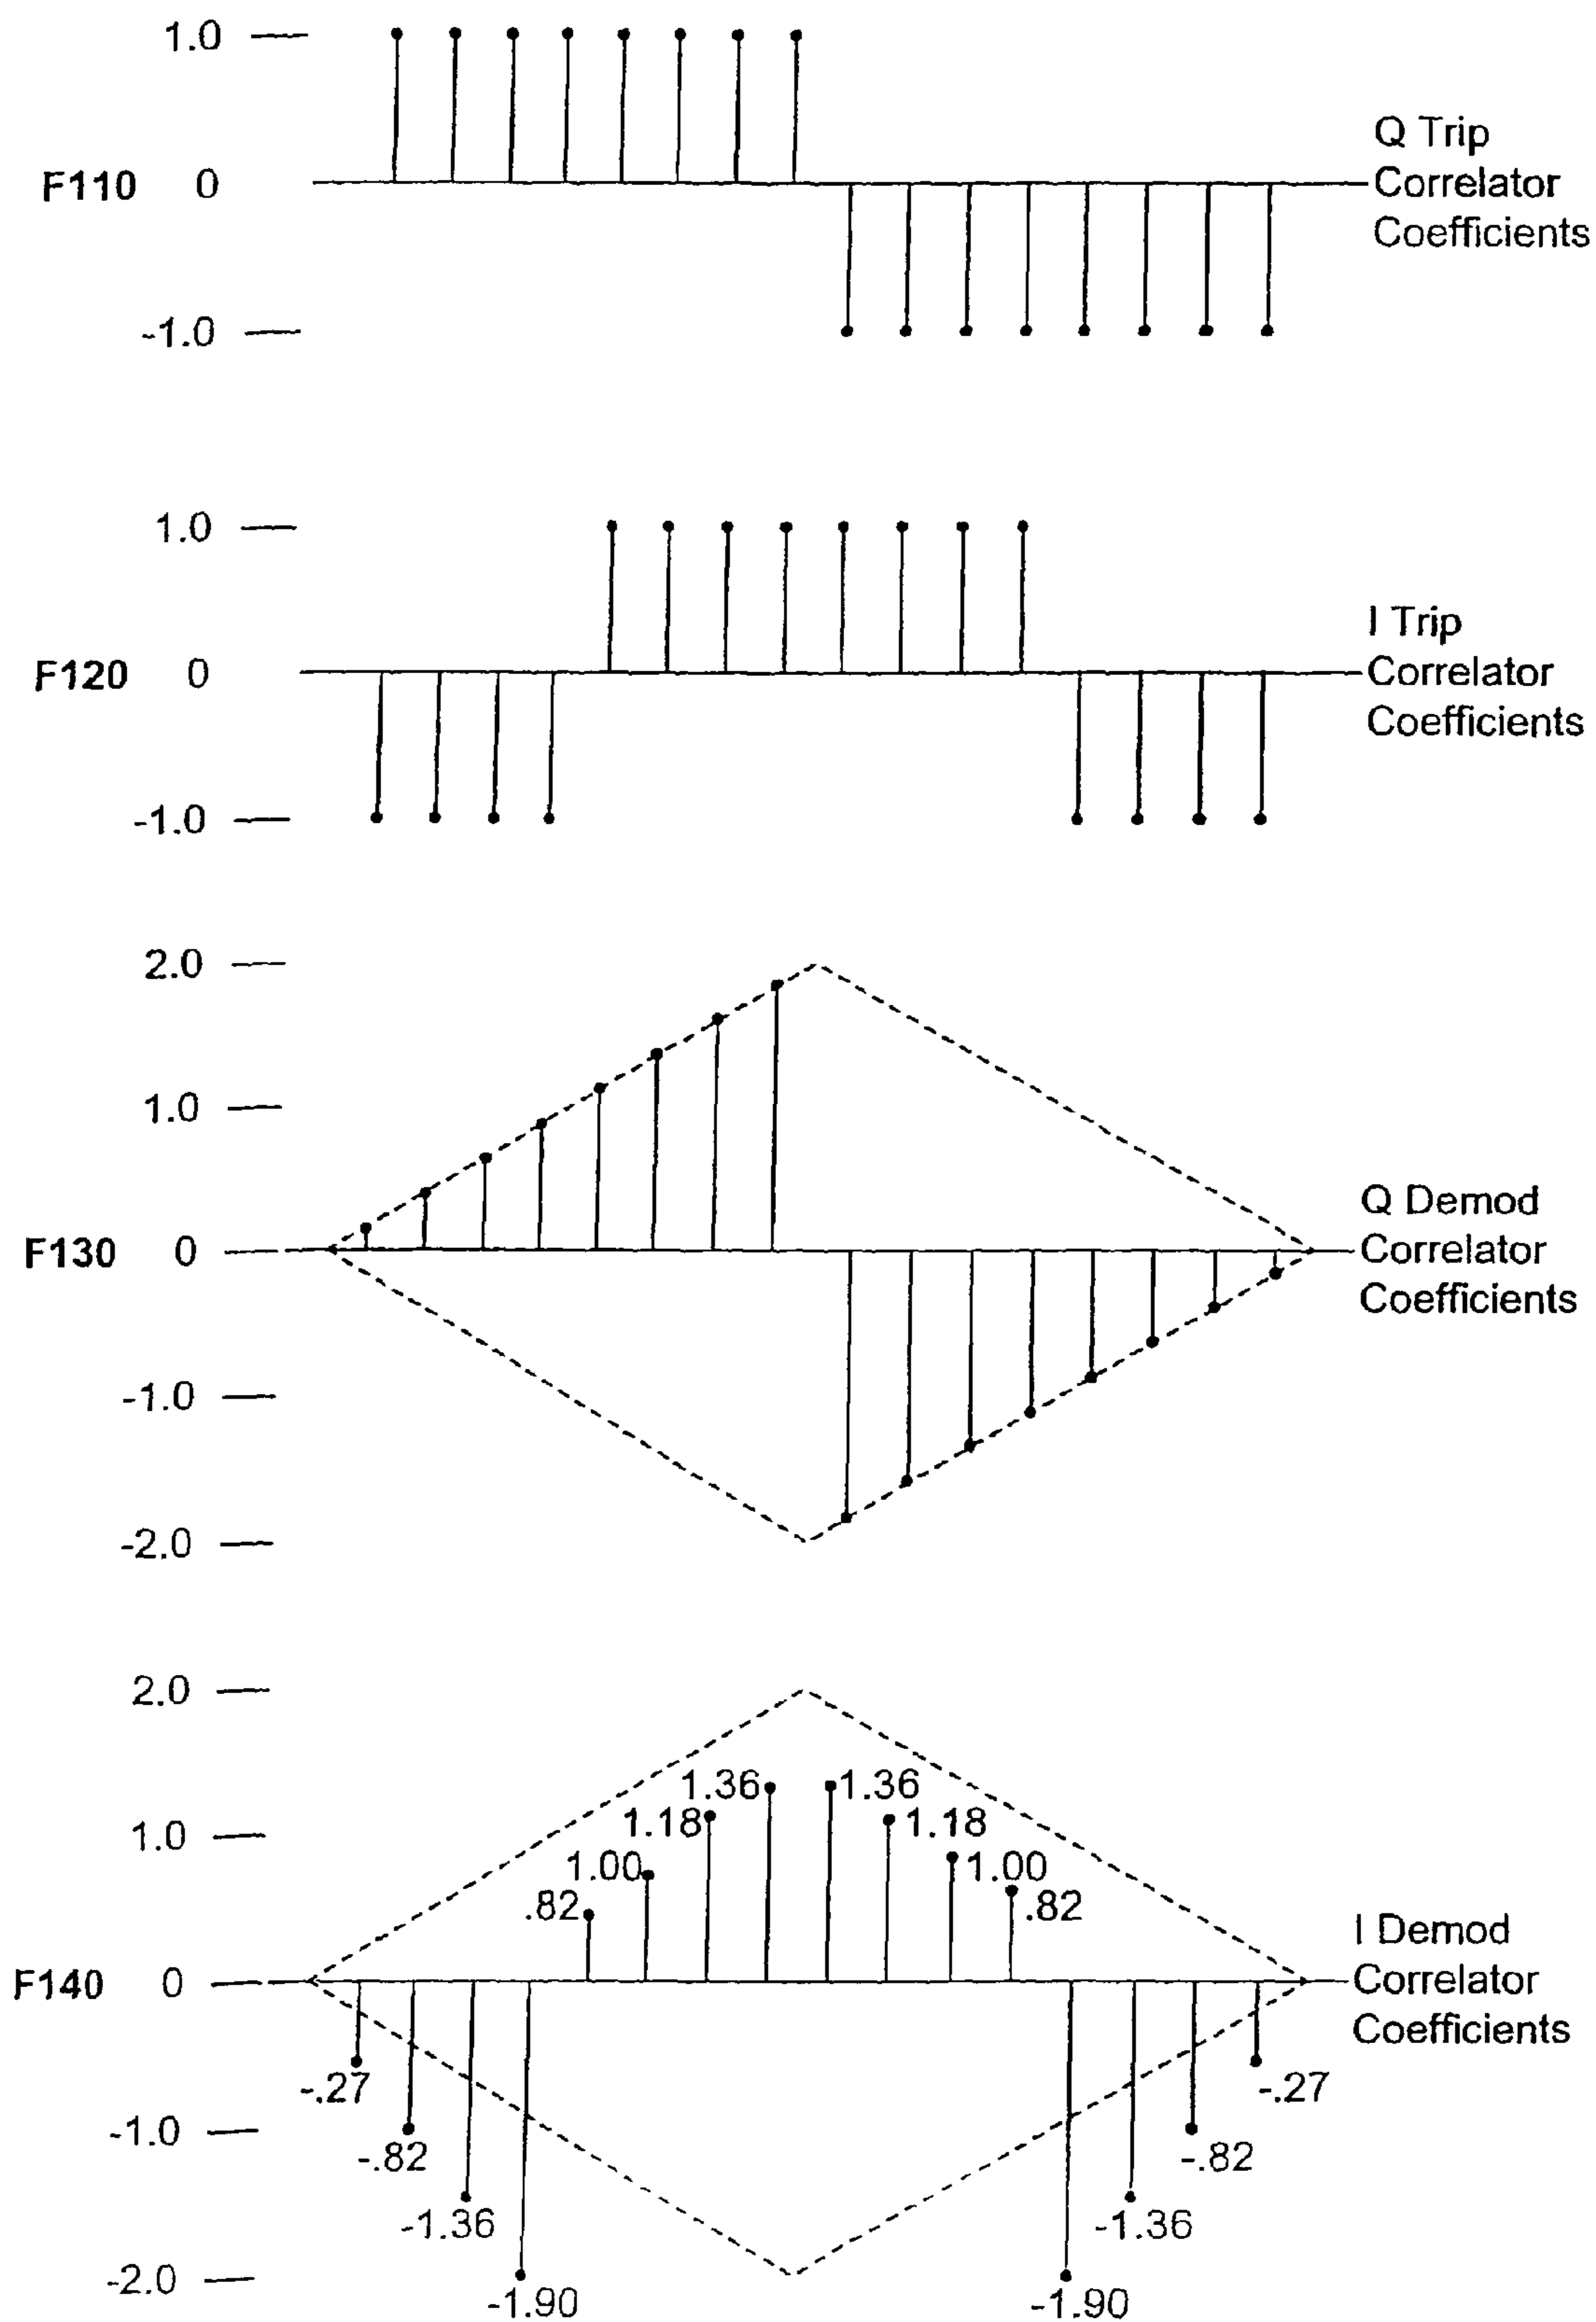 1.0
Q Trip
F110 0 Correlator
Coefficients
-1.0
1.0
I Trip
F120 0 Correlator
Coefficients
-1.0
2.0
1.0
Q Demod
F130 0 Correlator
Coefficients
-1.0
-2.0
2.0
1.36 1.36
1.0 1.18 1.18
1.00 1.00
.82 .82
I Demod
F140 0 Correlator
Coefficients
-.27 -.27
-1.0
-.82 -.82
-1.36 -1.36
-2.0
-1.90 -1.90